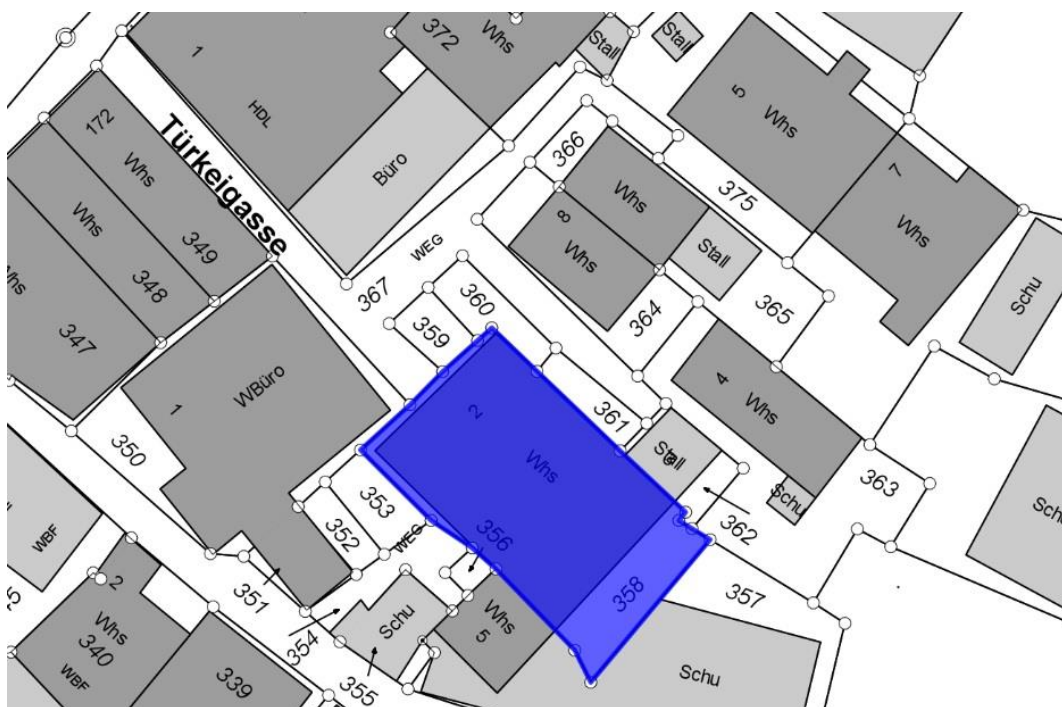 372
Whs
Stall
Stall
1
HDL
5
Whs
172
Whs
Türkeigasse
Büro
366
375
7
Whs
Whs
349
Whs
8
Whs
Stall
WEG
Whs
348
367
360
364
365
Schu
347
359
WBüro
1
2
361
4
Whs
350
Whs
Stall
353
Schu
363
362
WEG
356
WBF
352
2
351
358
357
Whs
340
354
Schu
Whs
5
WBF
339
355
Schu